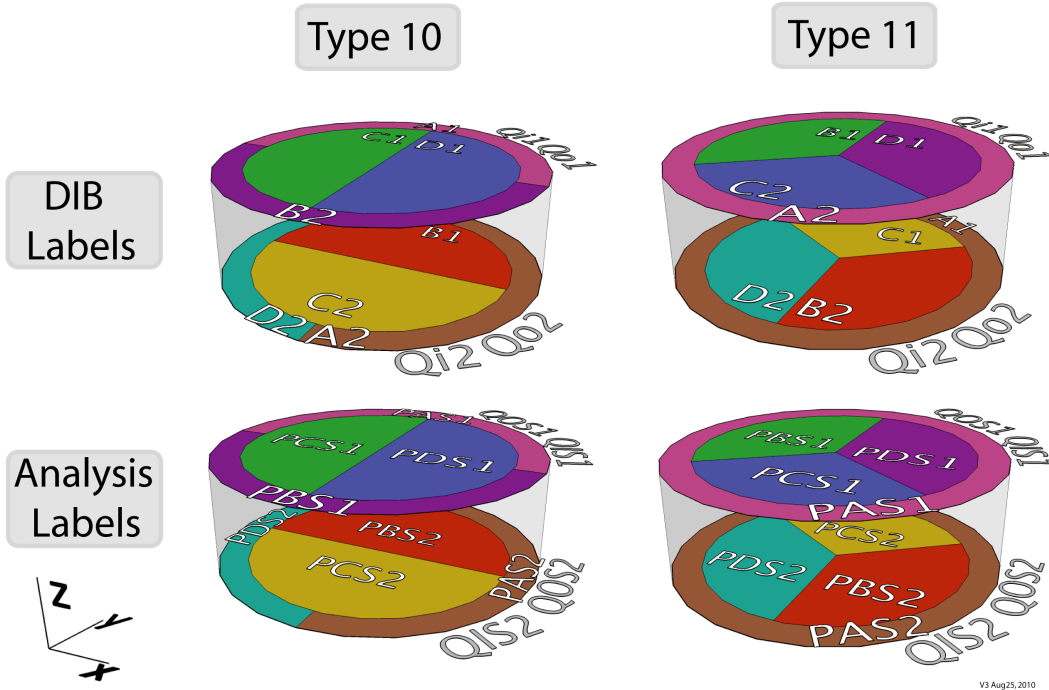 Type 10
Type 11
DIB
Labels
A1
C1
D1
Qi1 Qo1
B2
B1
C2
D2 A2
Qi2 Qo2
B1
D1
Qi1 Qo1
C2
A2
A1
C1
D2 B2
Qi2 Qo2
Analysis
Labels
PAS1
QOS1 QIS1
PCS1
PDS1
PBS1
PDS2
PBS2
PCS2
PAS2
QIS2 QOS2
QOS1 QIS1
PBS1
PDS1
PCS1
PAS1
PCS2
PDS2
PBS2
PAS2
QIS2 QOS2
Z
Y
X
V3 Aug25, 2010